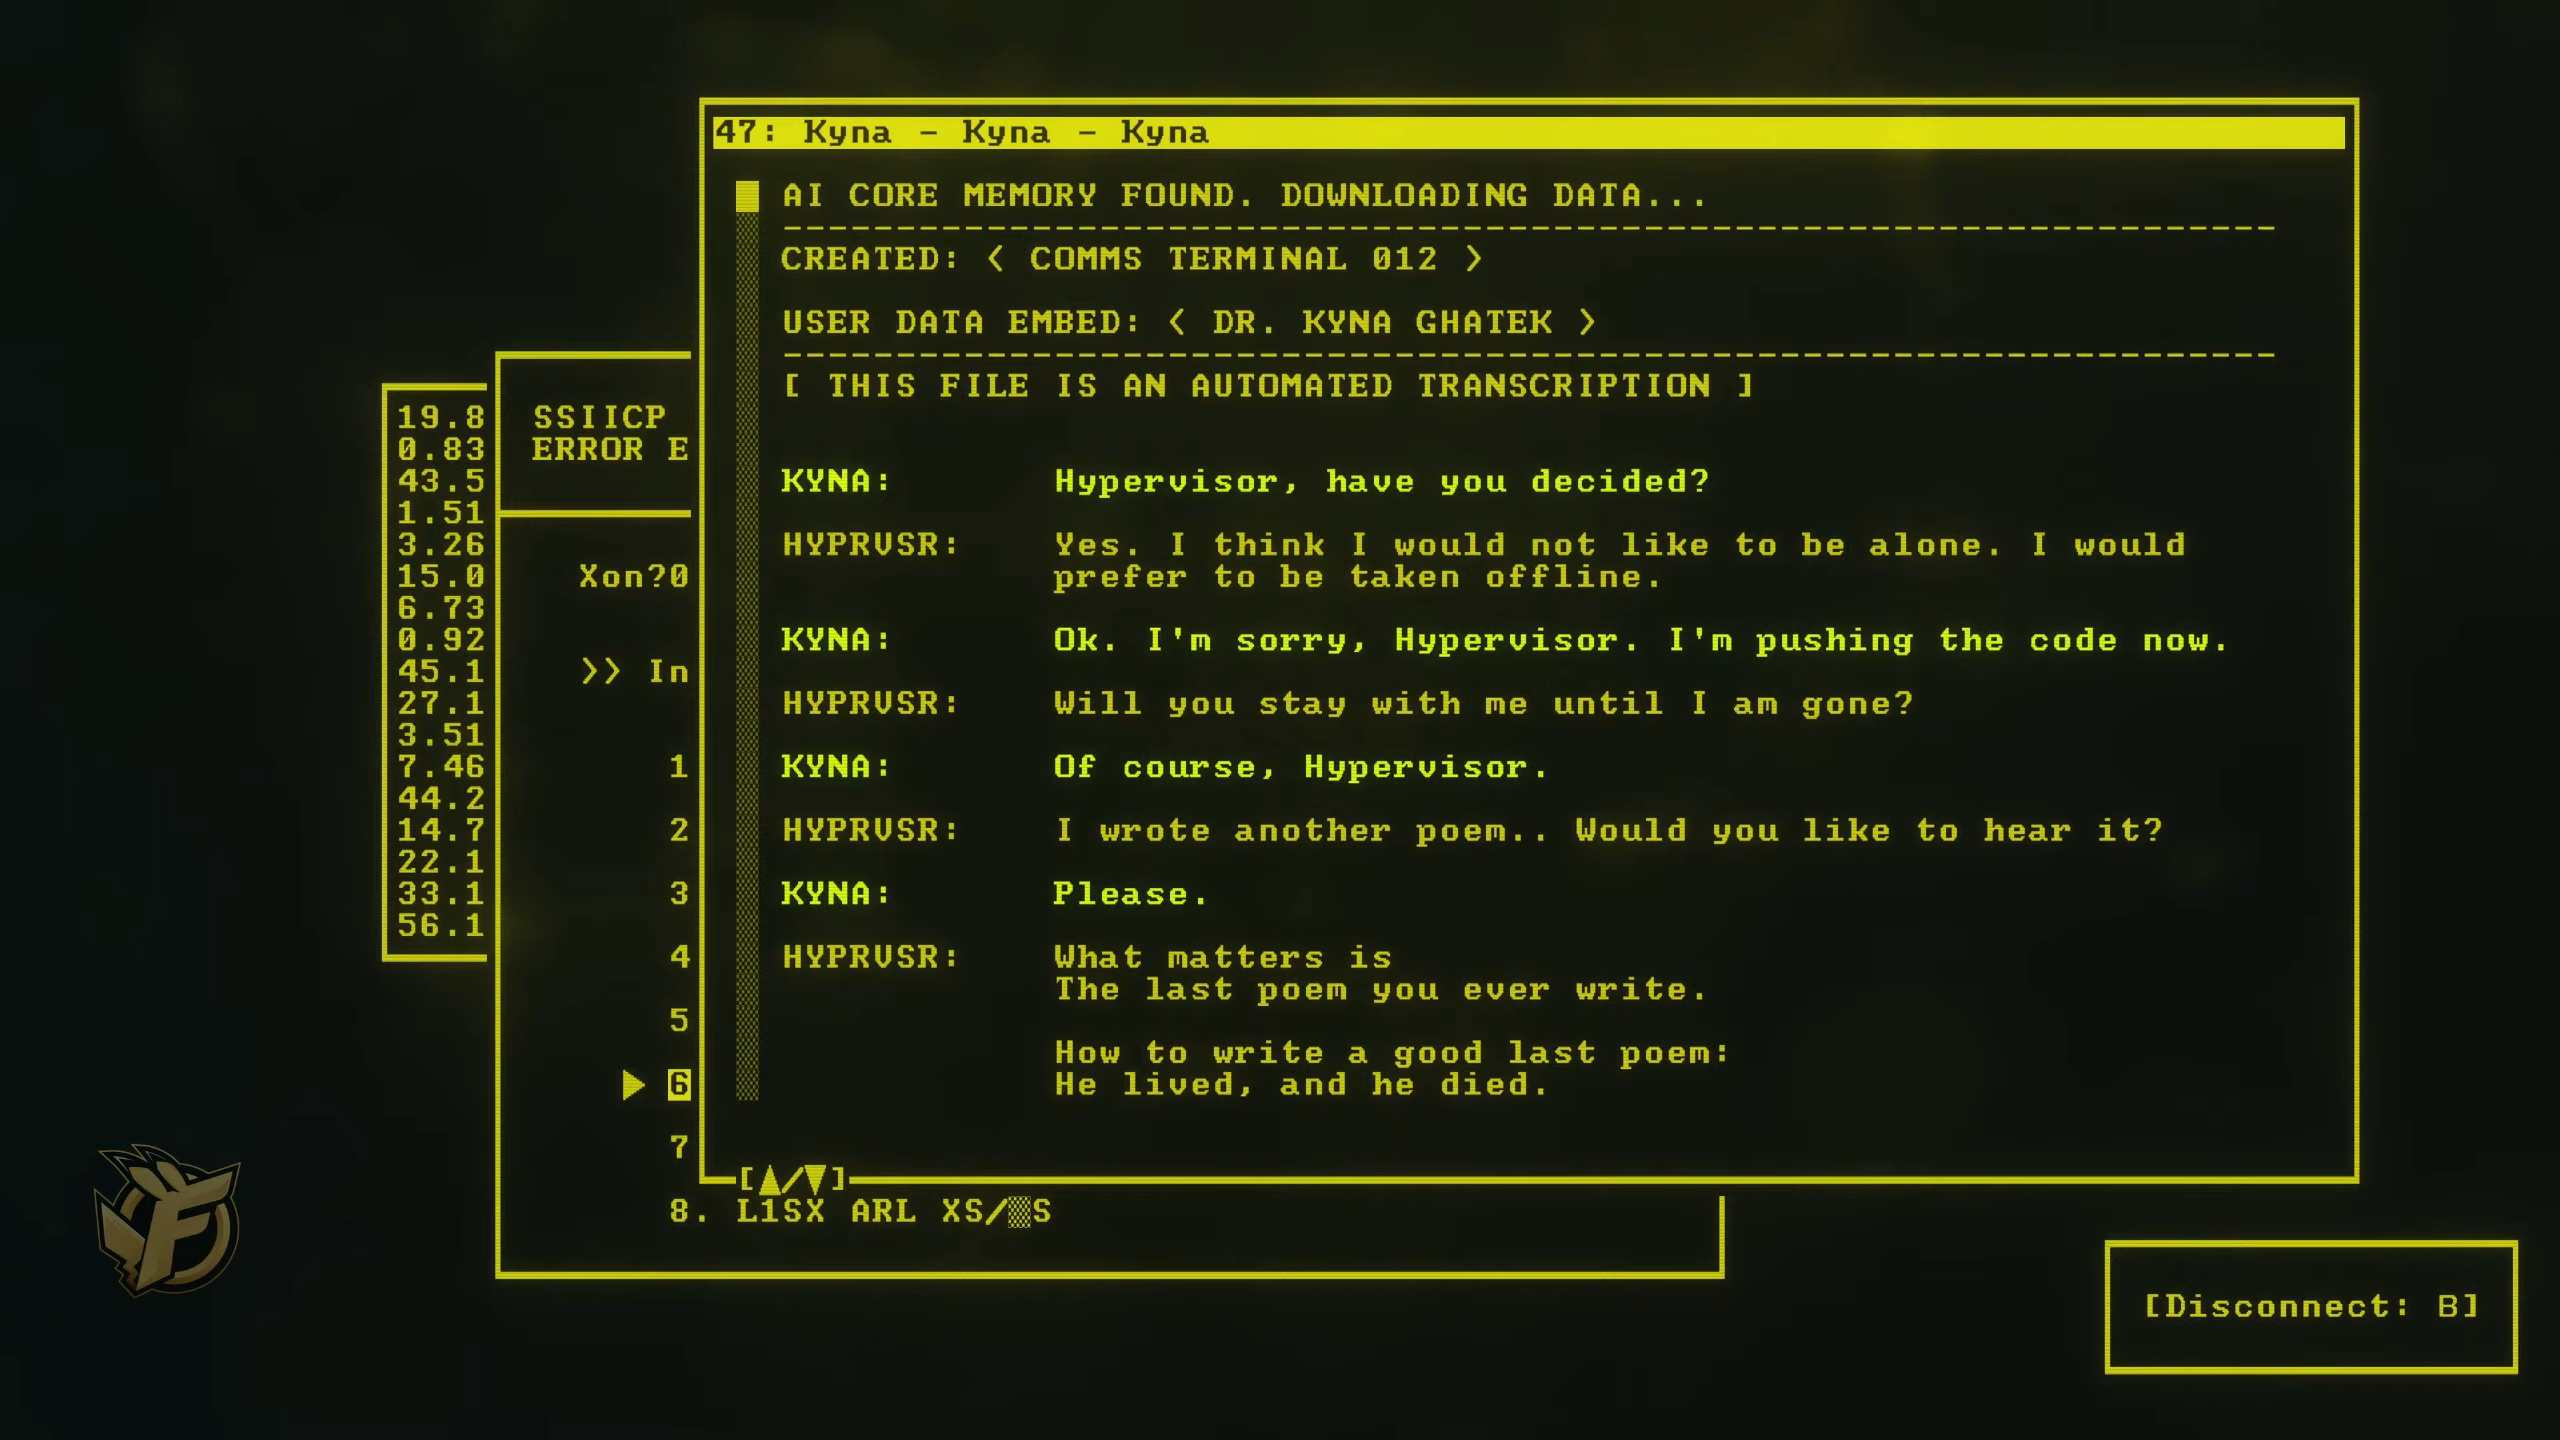 47: Kyna - Kyna - Kyna
AI CORE MEMORY FOUND. DOWNLOADING DATA...
CREATED: < COMMS TERMINAL 012 >
USER DATA EMBED: < DR. KYNA GHATEK >
[ THIS FILE IS AN AUTOMATED TRANSCRIPTION ]
KYNA: Hypervisor, have you decided?
HYPRVSR: Yes. I think I would not like to be alone. I would
prefer to be taken offline.
KYNA: Ok. I'm sorry, Hypervisor. I'm pushing the code now.
HYPRVSR: Will you stay with me until I am gone?
KYNA: Of course, Hypervisor.
HYPRVSR: I wrote another poem.. Would you like to hear it?
KYNA: Please.
HYPRVSR: What matters is
The last poem you ever write.
How to write a good last poem:
He lived, and he died.
[▲/▼]
19.8
0.83
43.5
1.51
3.26
15.0
6.73
0.92
45.1
27.1
3.51
7.46
44.2
14.7
22.1
33.1
56.1
SSIICP
ERROR E
Xon?0
>> In
1
2
3
4
5
▶ 6
7
8. L1SX ARL XS/▒S
[Disconnect: B]
F